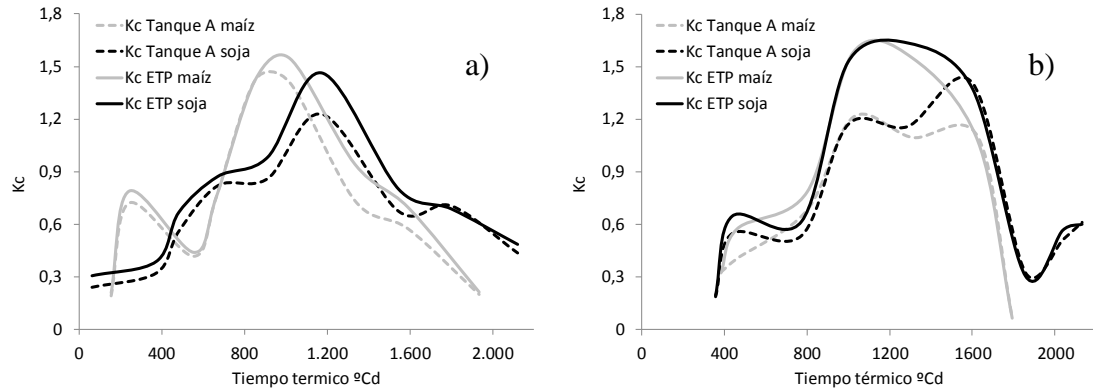 1,8
1,5
1,2
0,9
0,6
0,3
0
Kc
Kc Tanque A maíz
Kc Tanque A soja
Kc ETP maíz
Kc ETP soja
a)
0
400
800
1.200
1.600
2.000
Tiempo termico ºCd
1,8
1,5
1,2
0,9
0,6
0,3
0
Kc
Kc Tanque A maíz
Kc Tanque A soja
Kc ETP maíz
Kc ETP soja
b)
0
400
800
1200
1600
2000
Tiempo térmico ºCd